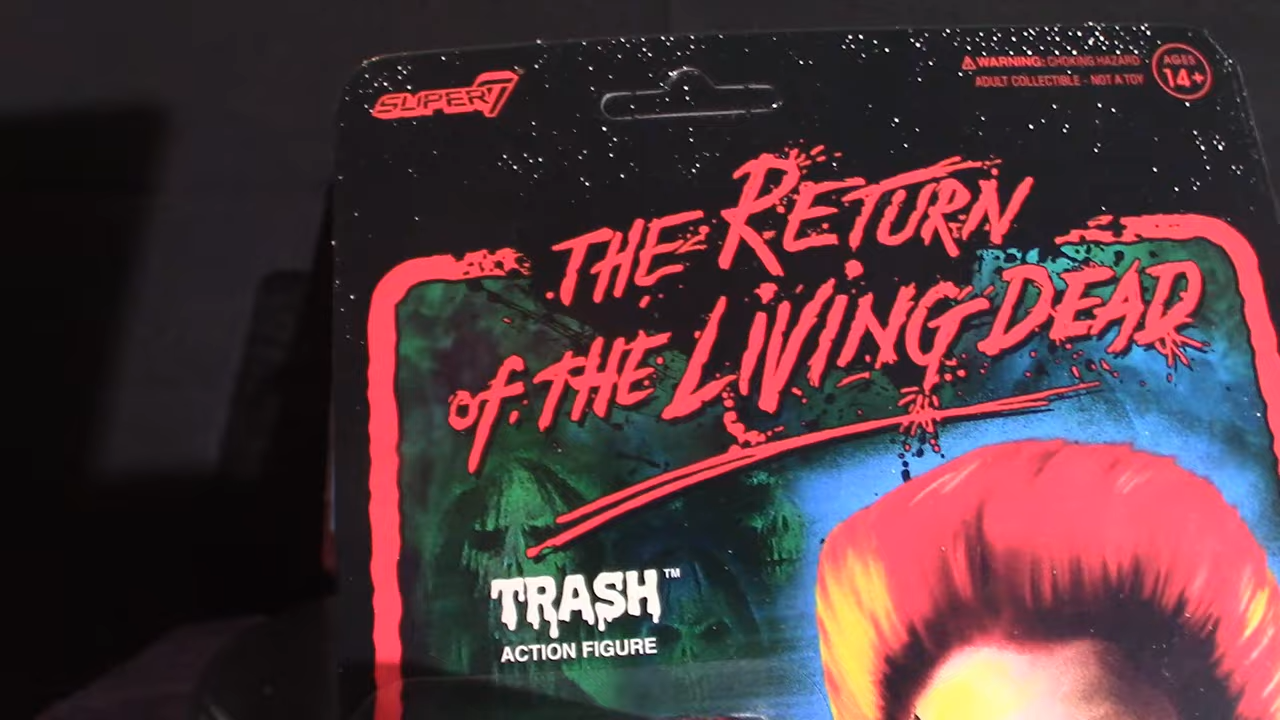 SUPER7
⚠ WARNING: CHOKING HAZARD
ADULT COLLECTIBLE - NOT A TOY
AGES
14+
THE RETURN
of THE LIVING DEAD
TRASH™
ACTION FIGURE